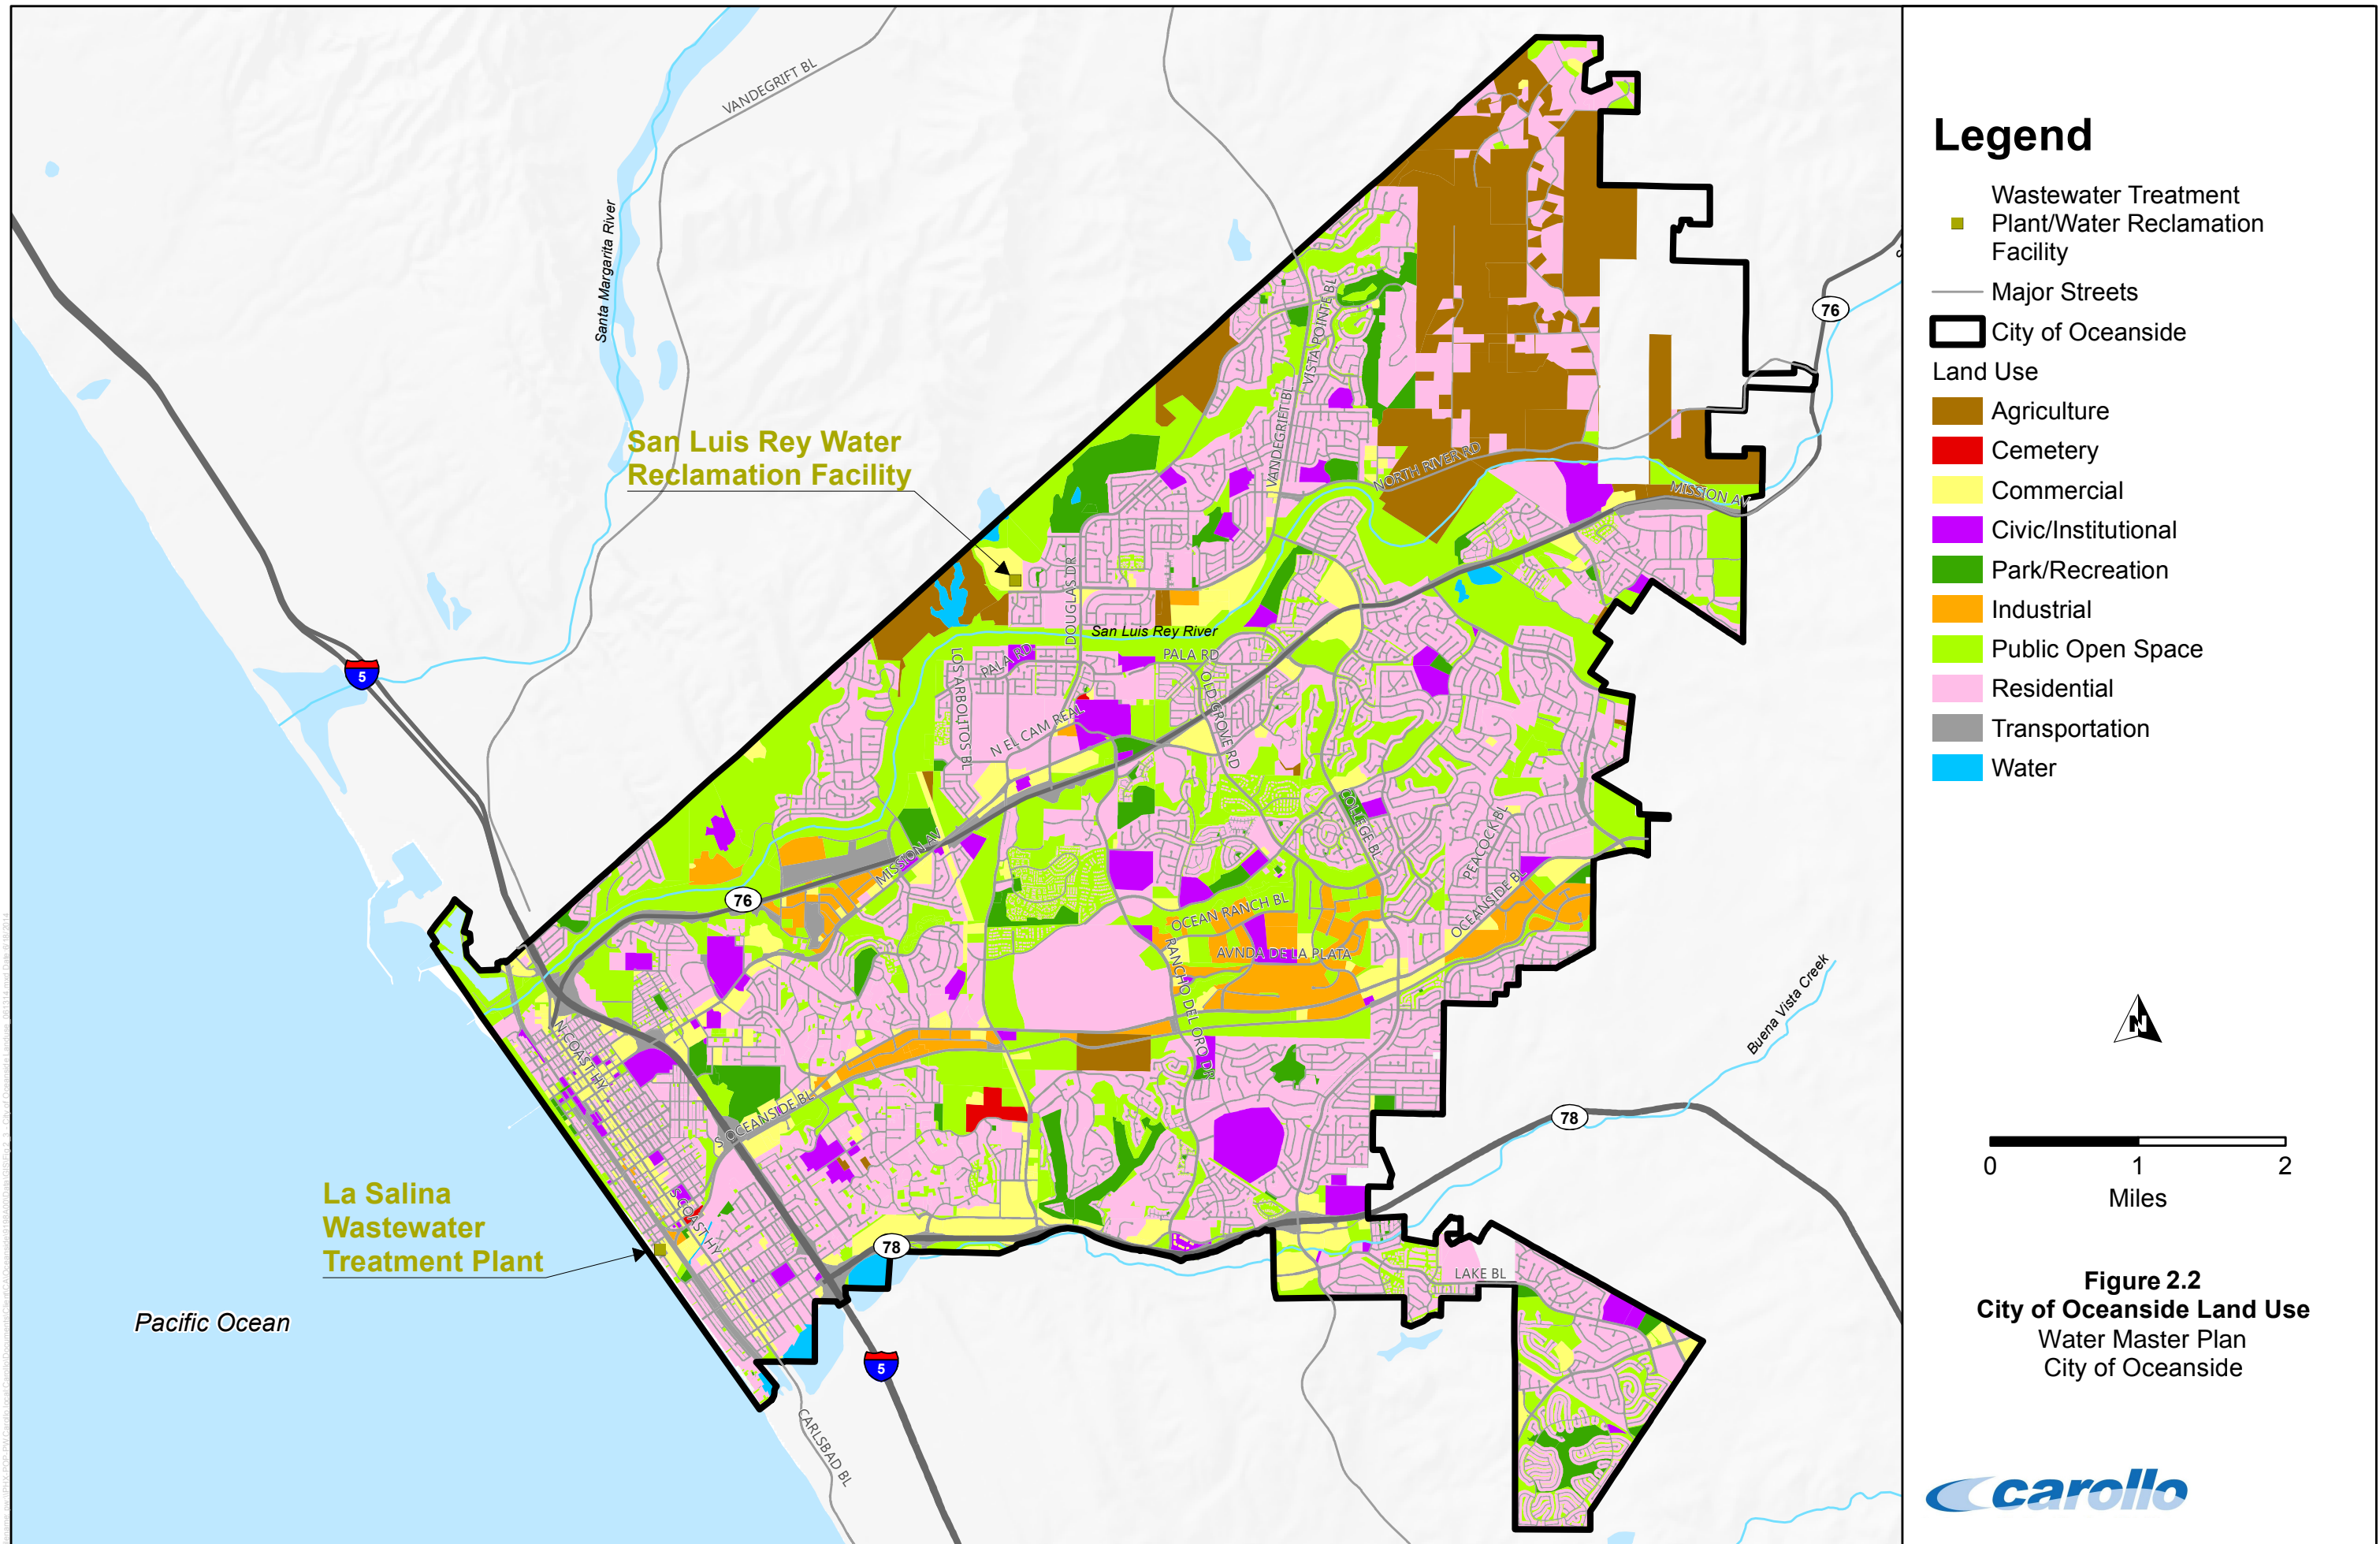 VANDEGRIFT BL
Santa Margarita River
San Luis Rey Water
Reclamation Facility
5
76
VISTA POINTE BL
VANDEGRIFT BL
NORTH RIVER RD
MISSION AV
DOUGLAS DR
San Luis Rey River
PALA RD
PALA RD
LOS ARBOLITOS BL
OLD GROVE RD
N EL CAM REAL
COLLEGE BL
PEACOCK BL
MISSION AV
76
OCEANSIDE BL
OCEAN RANCH BL
AVNDA DE LA PLATA
RANCHO DEL ORO DR
N COAST HY
S OCEANSIDE BL
Buena Vista Creek
78
La Salina
Wastewater
Treatment Plant
S COAST HY
78
LAKE BL
Pacific Ocean
5
CARLSBAD BL
Legend
Wastewater Treatment
Plant/Water Reclamation
Facility
Major Streets
City of Oceanside
Land Use
Agriculture
Cemetery
Commercial
Civic/Institutional
Park/Recreation
Industrial
Public Open Space
Residential
Transportation
Water
N
0 1 2
Miles
Figure 2.2
City of Oceanside Land Use
Water Master Plan
City of Oceanside
carollo